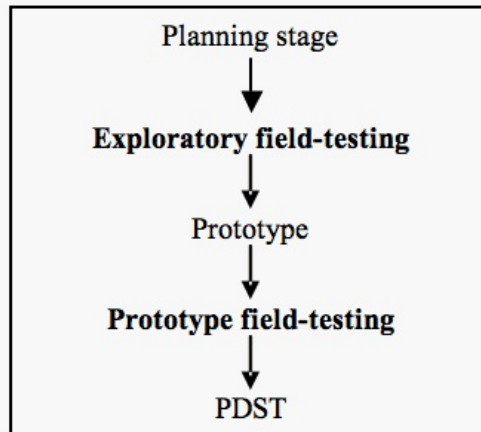 Planning stage
Exploratory field-testing
Prototype
Prototype field-testing
PDST